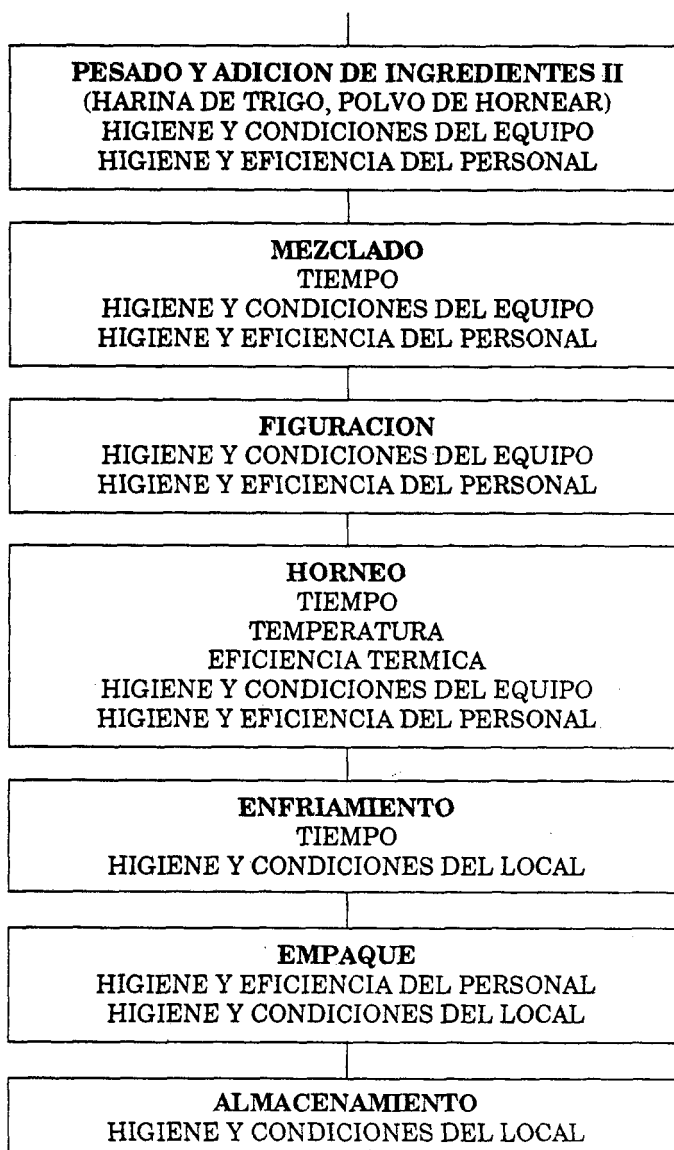 PESADO Y ADICION DE INGREDIENTES II
(HARINA DE TRIGO, POLVO DE HORNEAR)
HIGIENE Y CONDICIONES DEL EQUIPO
HIGIENE Y EFICIENCIA DEL PERSONAL
MEZCLADO
TIEMPO
HIGIENE Y CONDICIONES DEL EQUIPO
HIGIENE Y EFICIENCIA DEL PERSONAL
FIGURACION
HIGIENE Y CONDICIONES DEL EQUIPO
HIGIENE Y EFICIENCIA DEL PERSONAL
HORNEO
TIEMPO
TEMPERATURA
EFICIENCIA TERMICA
HIGIENE Y CONDICIONES DEL EQUIPO
HIGIENE Y EFICIENCIA DEL PERSONAL
ENFRIAMIENTO
TIEMPO
HIGIENE Y CONDICIONES DEL LOCAL
EMPAQUE
HIGIENE Y EFICIENCIA DEL PERSONAL
HIGIENE Y CONDICIONES DEL LOCAL
ALMACENAMIENTO
HIGIENE Y CONDICIONES DEL LOCAL